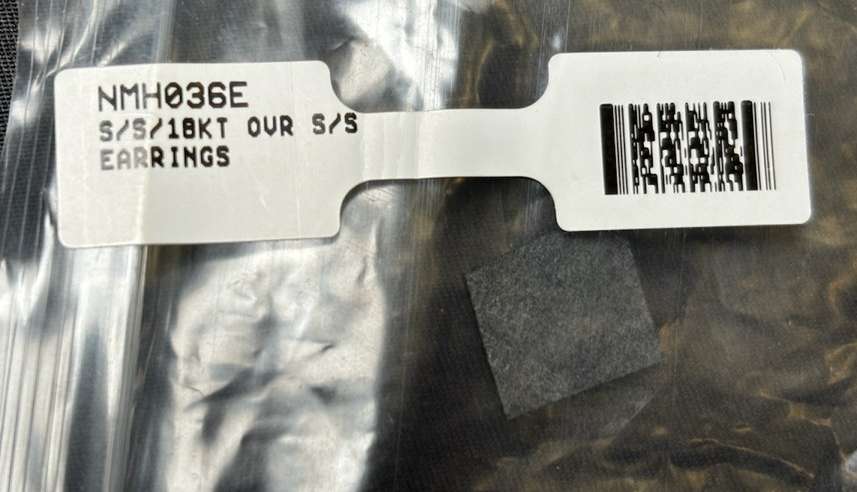 NMH036E
S/S/18KT OVR S/S
EARRINGS